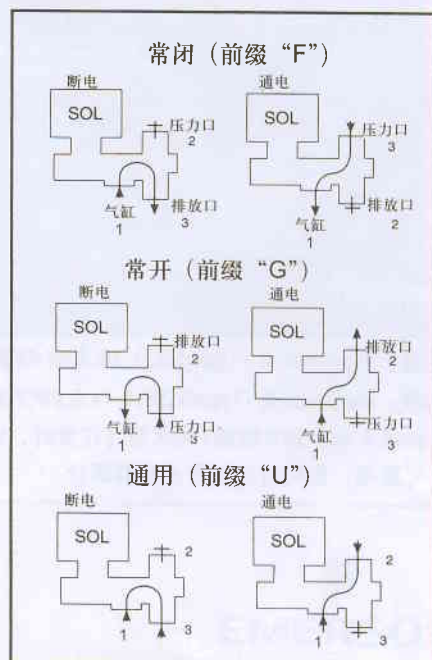 常闭（前缀“F”）
断电 通电
SOL SOL
压力口 压力口
2 3
气缸 排放口 气缸 排放口
1 3 1 2
常开（前缀“G”）
断电 通电
SOL SOL
排放口 排放口
2 2
气缸 压力口 气缸 压力口
1 3 1 3
通用（前缀“U”）
断电 通电
SOL SOL
2 2
1 3 1 3